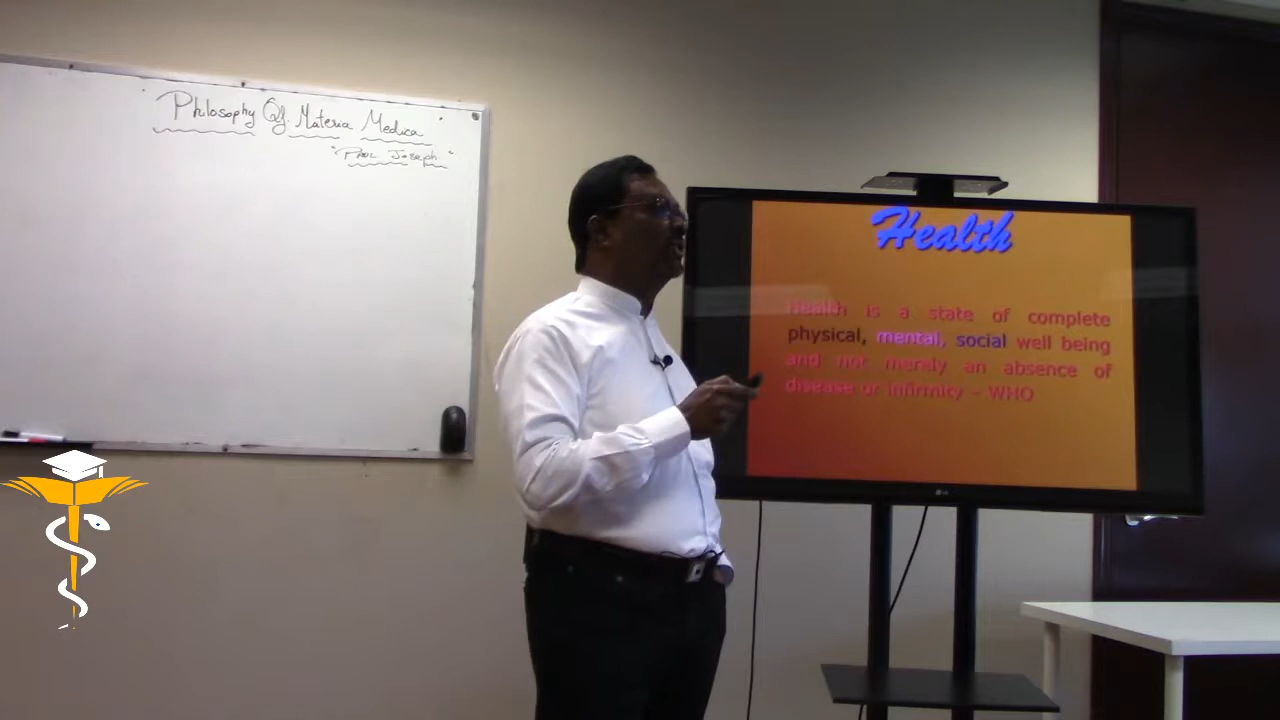 Philosophy Of Materia Medica
"Paul Joseph"
Health
Health is a state of complete
physical, mental, social well being
and not merely an absence of
disease or infirmity - WHO
LG